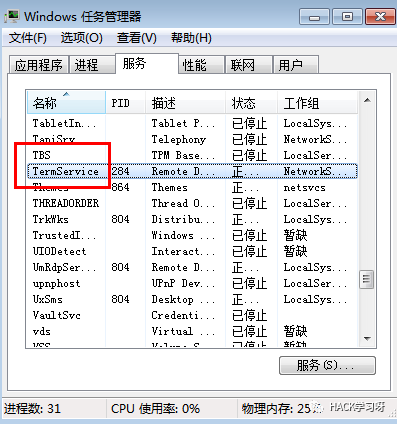 Windows 任务管理器
文件(F) 选项(O) 查看(V) 帮助(H)
应用程序 进程 服务 性能 联网 用户
名称 PID 描述 状态 工作组
TabletIn... Tablet P... 已停止 LocalSys...
TapiSrv Telephony 已停止 NetworkS...
TBS TPM Base... 已停止 LocalSer...
TermService 284 Remote D... 正... NetworkS...
Themes 864 Themes 正... netsvcs
THREADORDER Thread O... 已停止 LocalSer...
TrkWks 804 Distribu... 正... LocalSys...
TrustedI... Windows ... 已停止 暂缺
UI0Detect Interact... 已停止 暂缺
UmRdpSer... 804 Remote D... 正... LocalSys...
upnphost UPnP Dev... 已停止 LocalSer...
UxSms 804 Desktop ... 正... LocalSys...
VaultSvc Credenti... 已停止 暂缺
vds Virtual ... 已停止 暂缺
VSS Volume S... 已停止 暂缺
服务(S)...
进程数: 31 CPU 使用率: 0% 物理内存: 25
HACK学习呀